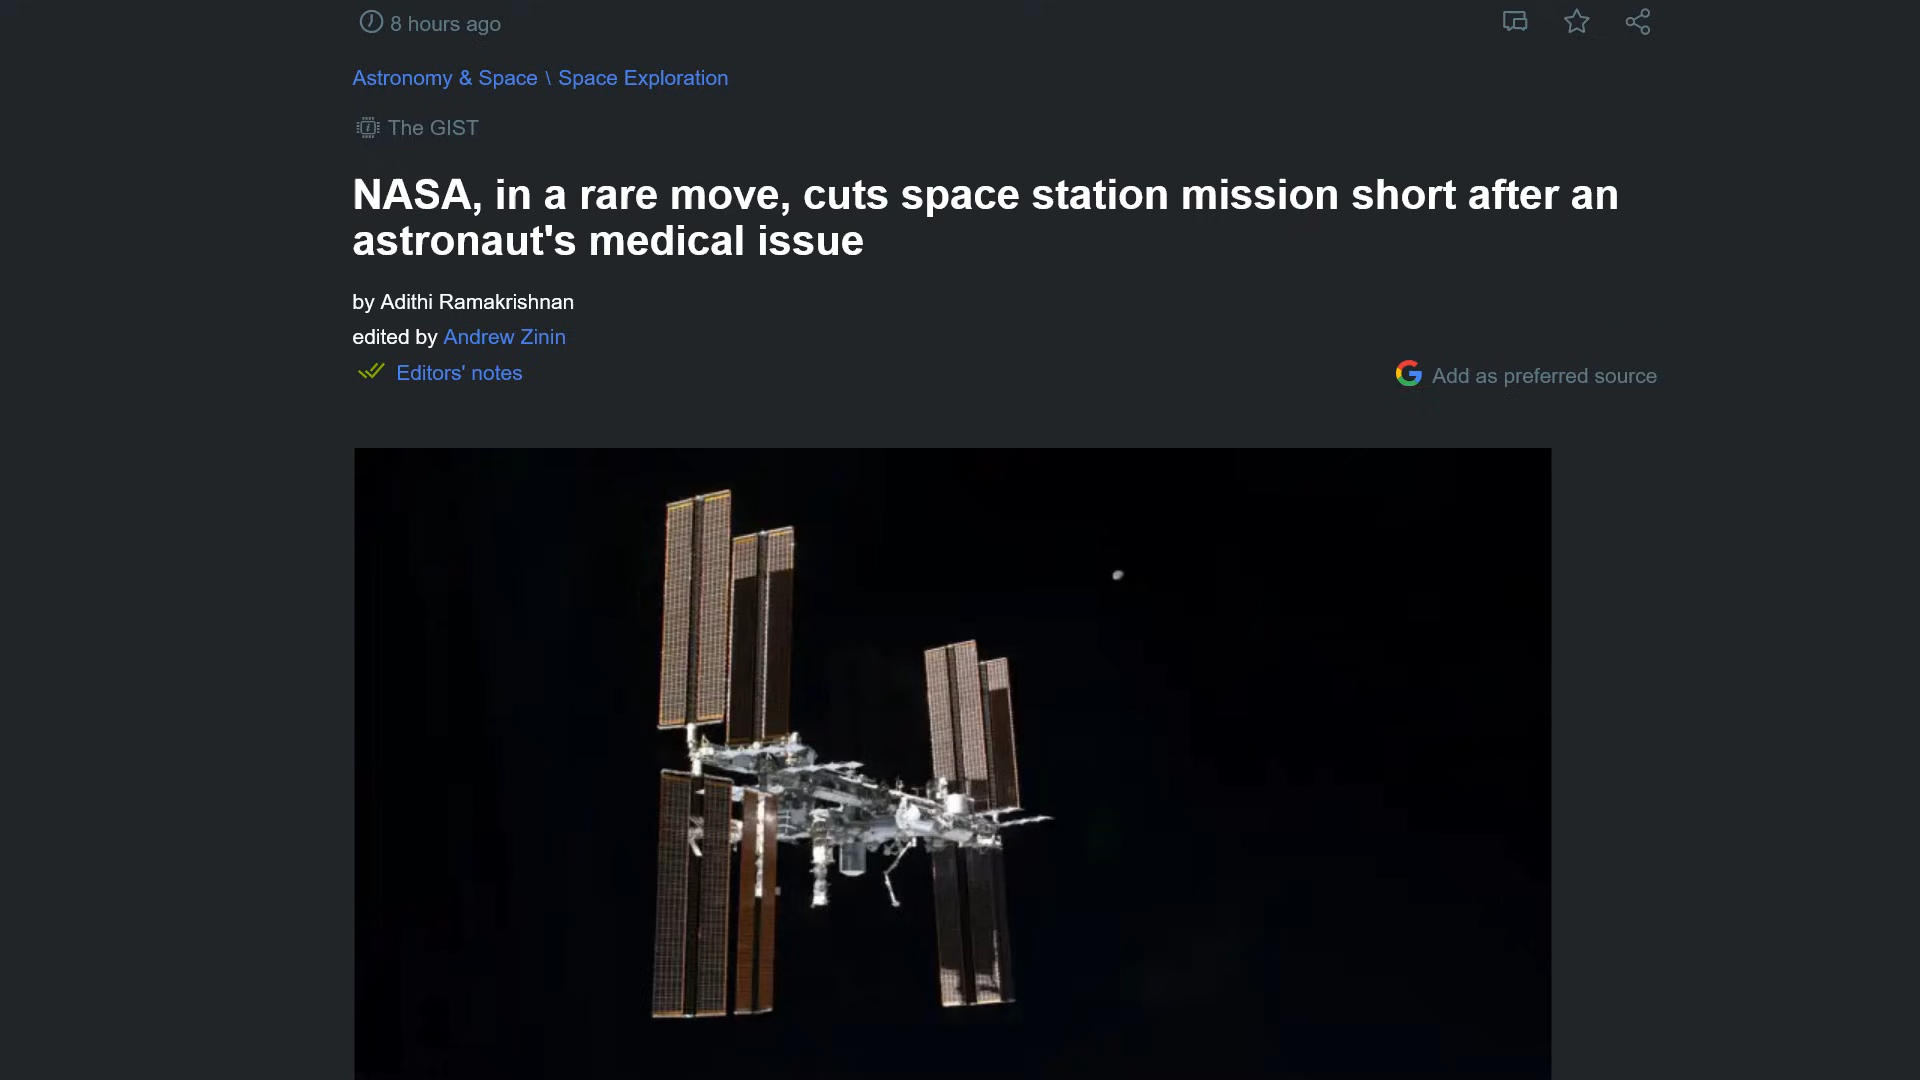 8 hours ago
Astronomy & Space \ Space Exploration
The GIST
NASA, in a rare move, cuts space station mission short after an
astronaut's medical issue
by Adithi Ramakrishnan
edited by Andrew Zinin
Editors' notes
Add as preferred source